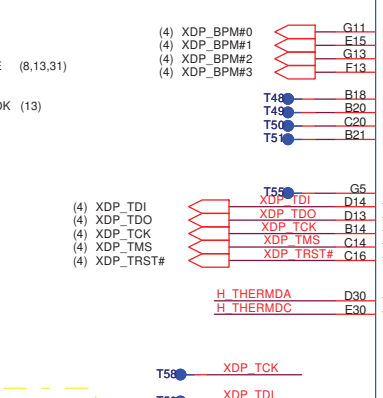 (4) XDP_BPM#0 G11
(4) XDP_BPM#1 E15
(4) XDP_BPM#2 G13
E (8,13,31) (4) XDP_BPM#3 F13
T48 B18
OK (13) T49 B20
T50 C20
T51 B21
T55 G5
(4) XDP_TDI XDP_TDI D14
(4) XDP_TDO XDP_TDO D13
(4) XDP_TCK XDP_TCK B14
(4) XDP_TMS XDP_TMS C14
(4) XDP_TRST# XDP_TRST# C16
H_THERMDA D30
H_THERMDC E30
T58 XDP_TCK
XDP_TDI